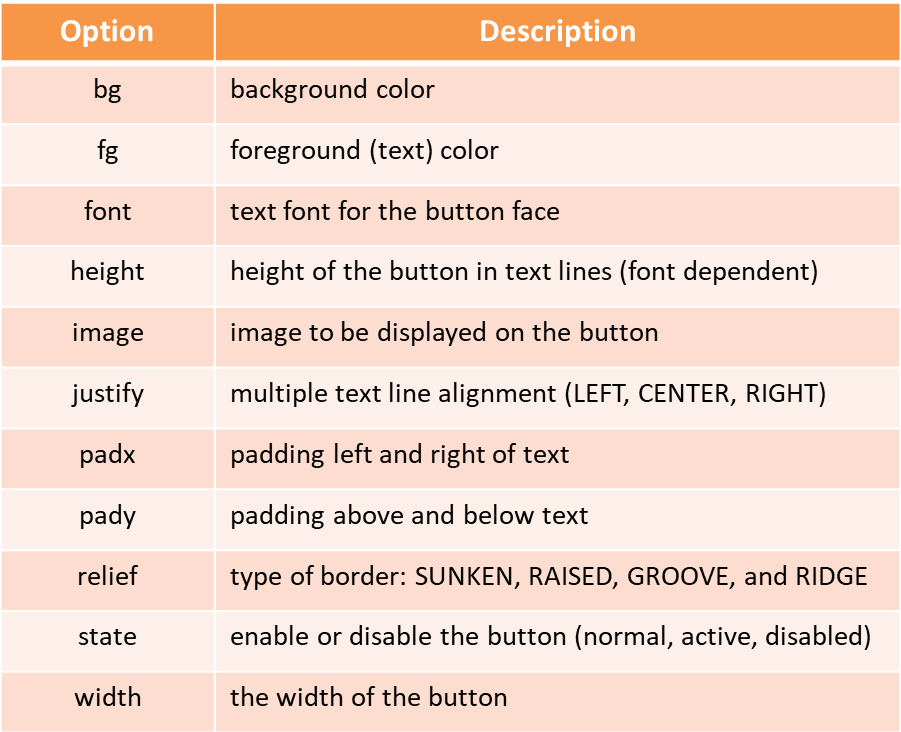 Option Description
bg background color
fg foreground (text) color
font text font for the button face
height height of the button in text lines (font dependent)
image image to be displayed on the button
justify multiple text line alignment (LEFT, CENTER, RIGHT)
padx padding left and right of text
pady padding above and below text
relief type of border: SUNKEN, RAISED, GROOVE, and RIDGE
state enable or disable the button (normal, active, disabled)
width the width of the button